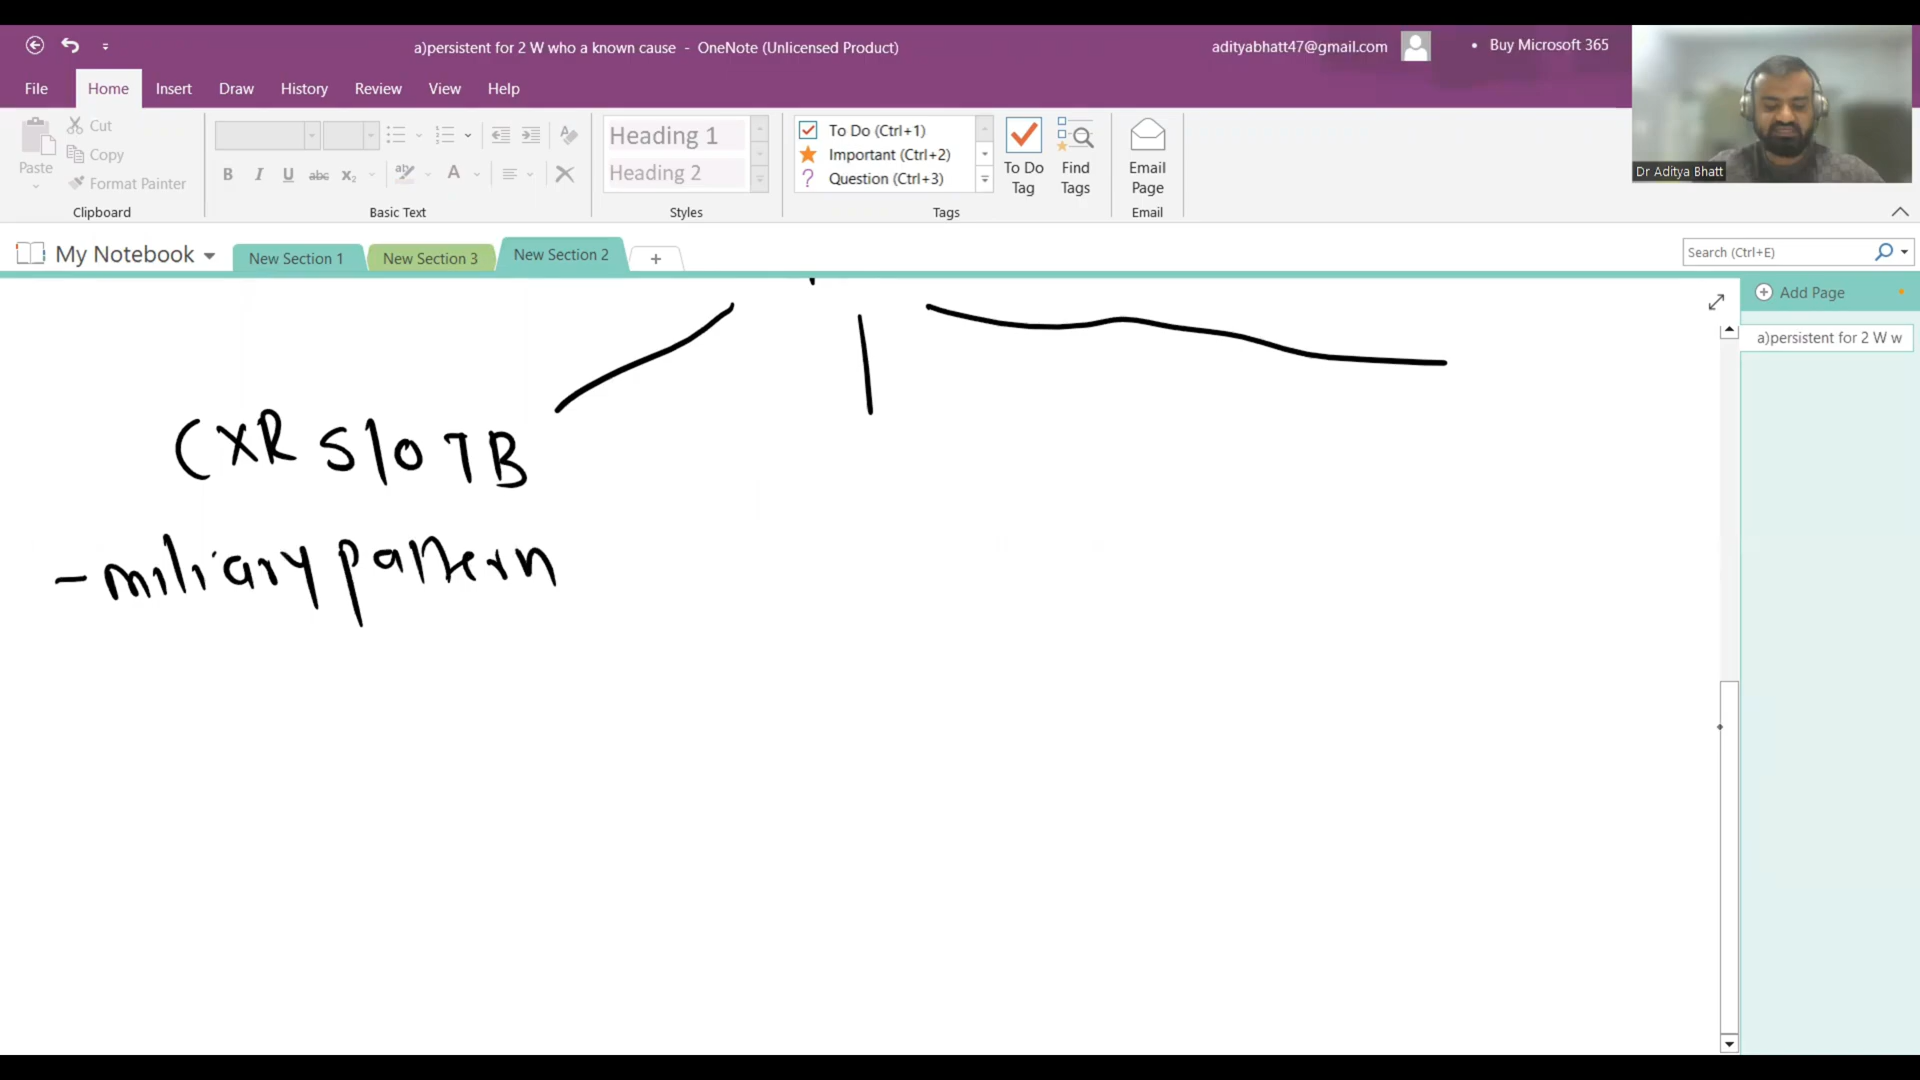 a)persistent for 2 W who a known cause - OneNote (Unlicensed Product)
adityabhatt47@gmail.com
Buy Microsoft 365
File Home Insert Draw History Review View Help
Paste
Cut
Copy
Format Painter
Clipboard
B I U abc x₂ aby A
Basic Text
Heading 1
Heading 2
Styles
To Do (Ctrl+1)
Important (Ctrl+2)
? Question (Ctrl+3)
To Do Tag
Find Tags
Tags
Email Page
Email
Dr Aditya Bhatt
My Notebook
New Section 1
New Section 3
New Section 2
+
Search (Ctrl+E)
Add Page
a)persistent for 2 W w
CXR S/O TB
- miliary pattern